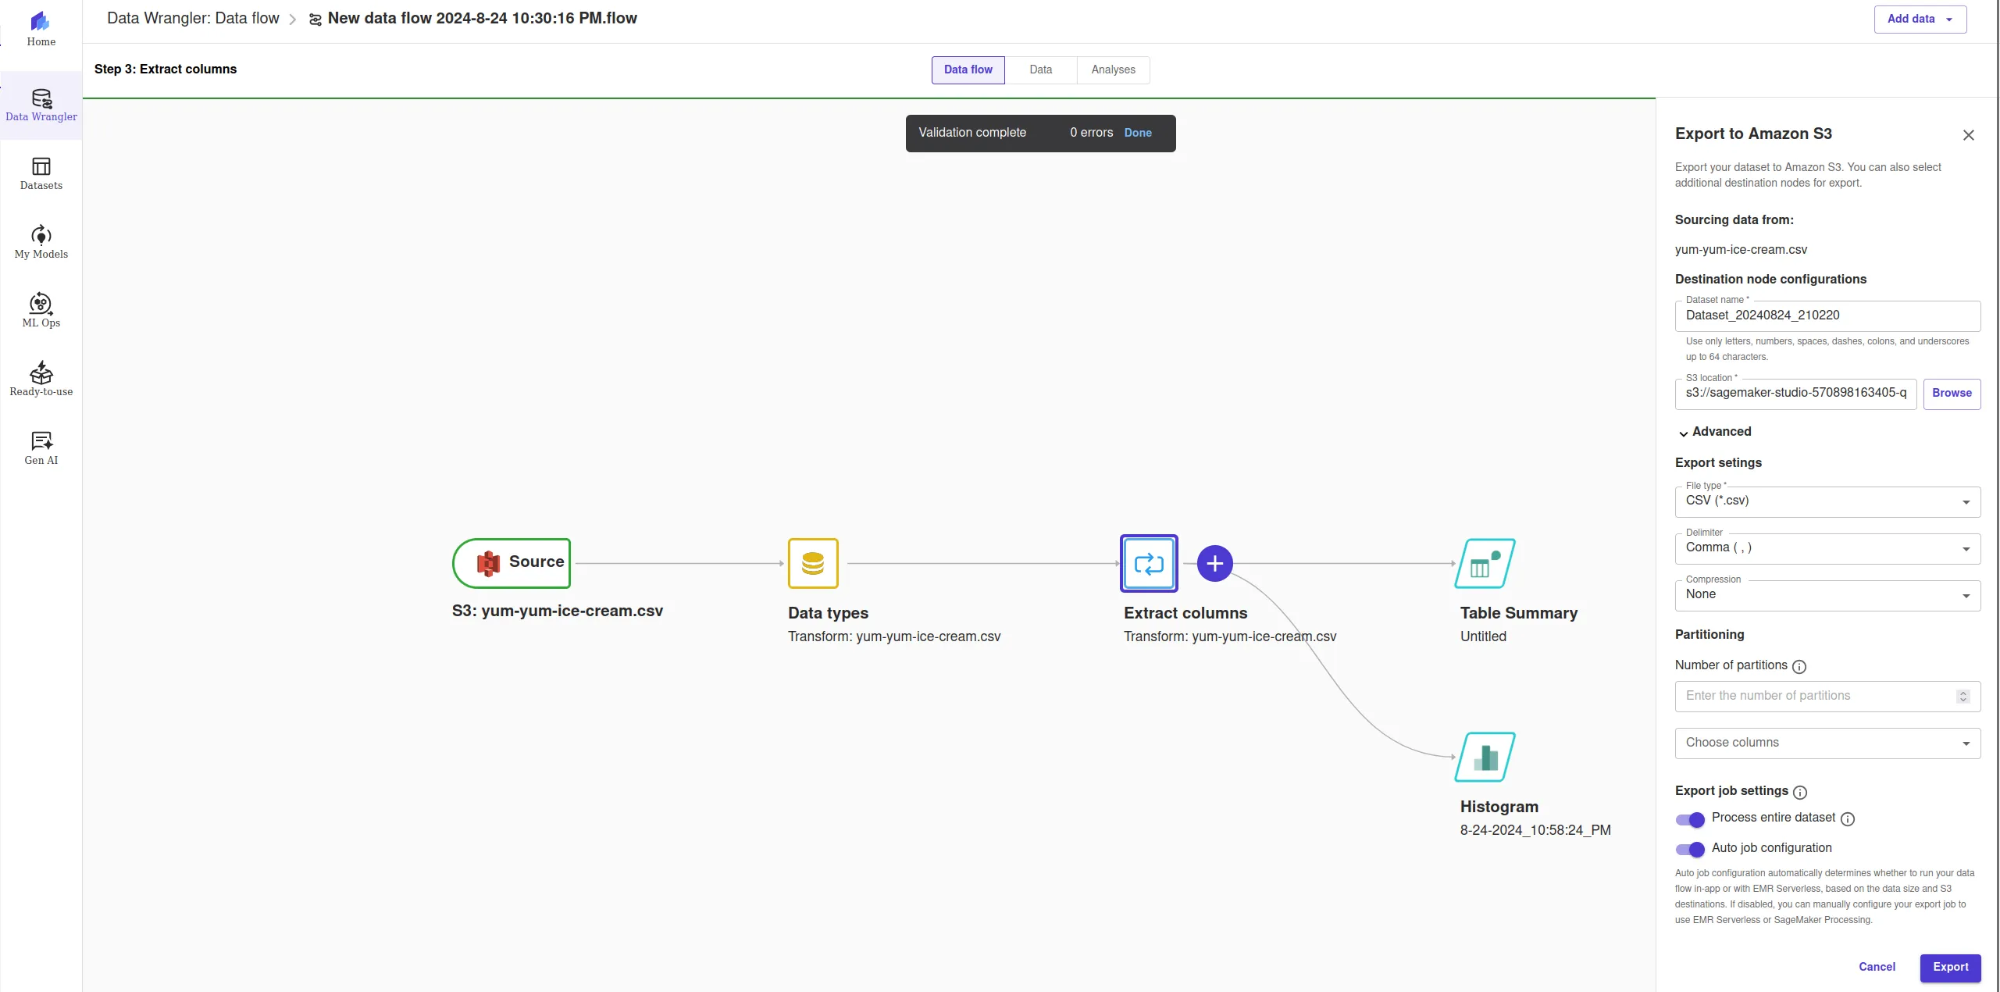 Home
Data Wrangler
Datasets
My Models
ML Ops
Ready-to-use
Gen AI
Data Wrangler: Data flow
New data flow 2024-8-24 10:30:16 PM.flow
Add data
Step 3: Extract columns
Data flow
Data
Analyses
Validation complete 0 errors Done
Source
S3: yum-yum-ice-cream.csv
Data types
Transform: yum-yum-ice-cream.csv
Extract columns
Transform: yum-yum-ice-cream.csv
Table Summary
Untitled
Histogram
8-24-2024_10:58:24_PM
Export to Amazon S3
Export your dataset to Amazon S3. You can also select
additional destination nodes for export.
Sourcing data from:
yum-yum-ice-cream.csv
Destination node configurations
Dataset name *
Dataset_20240824_210220
Use only letters, numbers, spaces, dashes, colons, and underscores
up to 64 characters.
S3 location *
s3://sagemaker-studio-570898163405-q
Browse
Advanced
Export setings
File type *
CSV (*.csv)
Delimiter
Comma ( , )
Compression
None
Partitioning
Number of partitions
Enter the number of partitions
Choose columns
Export job settings
Process entire dataset
Auto job configuration
Auto job configuration automatically determines whether to run your data
flow in-app or with EMR Serverless, based on the data size and S3
destinations. If disabled, you can manually configure your export job to
use EMR Serverless or SageMaker Processing.
Cancel
Export